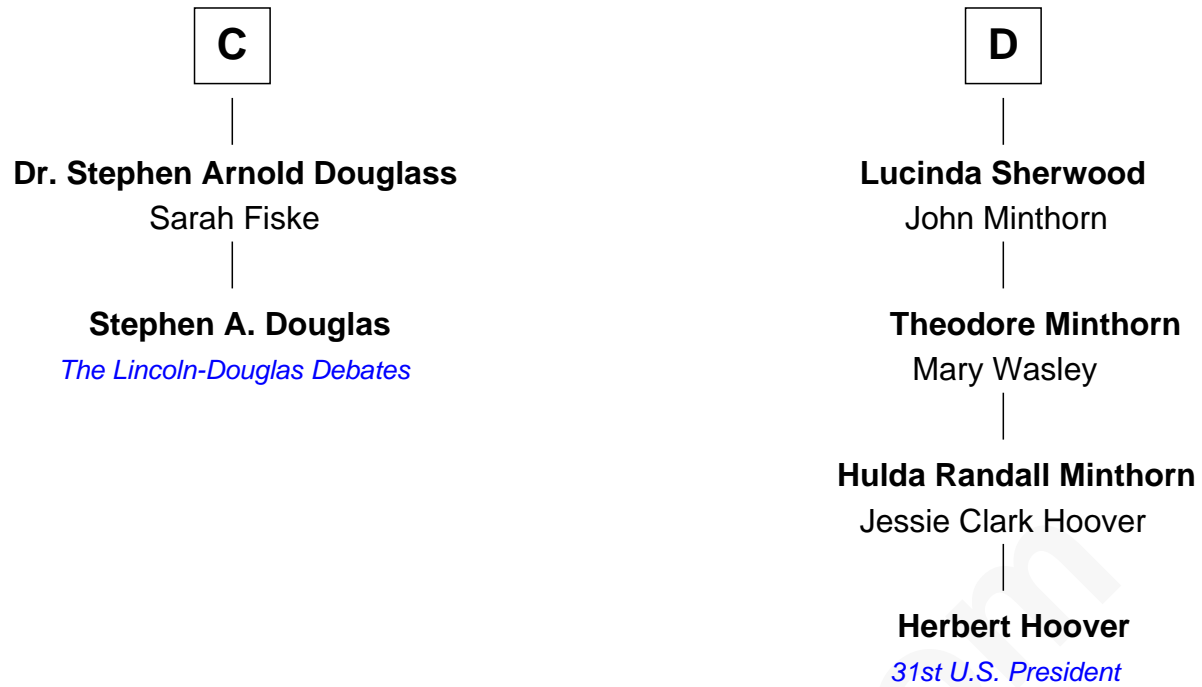 C
Dr. Stephen Arnold Douglass
Sarah Fiske
Stephen A. Douglas
The Lincoln-Douglas Debates
D
Lucinda Sherwood
John Minthorn
Theodore Minthorn
Mary Wasley
Hulda Randall Minthorn
Jessie Clark Hoover
Herbert Hoover
31st U.S. President